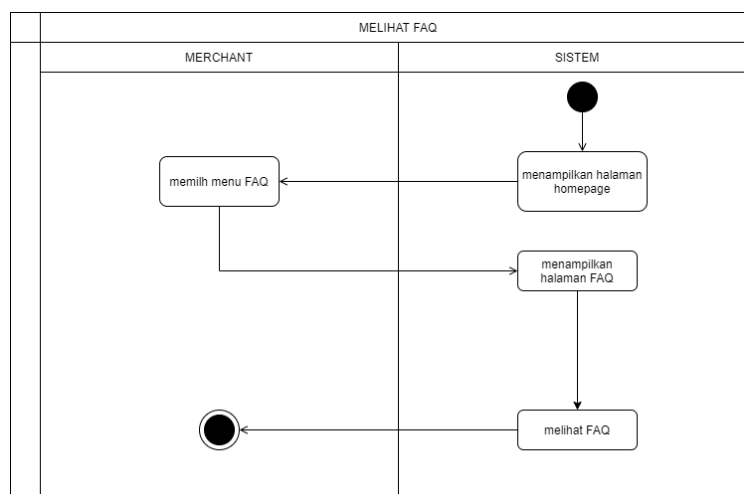 MELIHAT FAQ
MERCHANT
SISTEM
memilh menu FAQ
menampilkan halaman
homepage
menampilkan
halaman FAQ
melihat FAQ